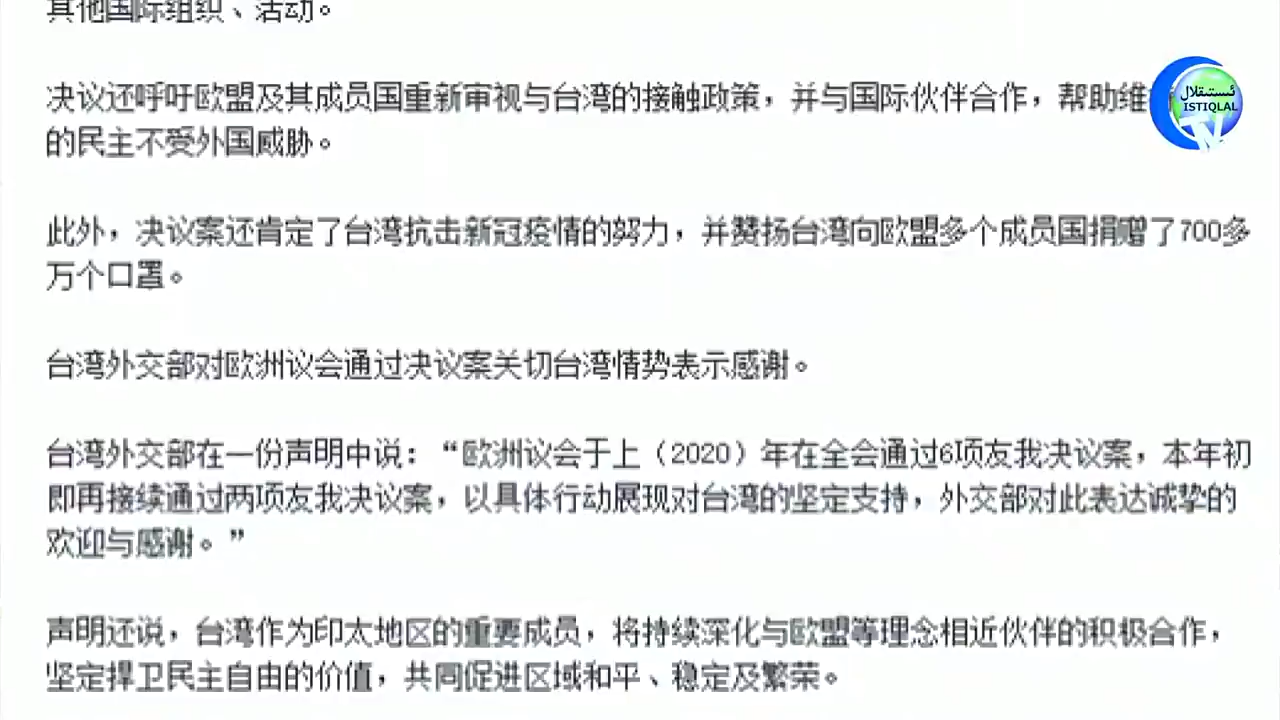 其他国际组织、活动。
决议还呼吁欧盟及其成员国重新审视与台湾的接触政策，并与国际伙伴合作，帮助维
的民主不受外国威胁。
ئىستىقلال
ISTIQLAL
TV
此外，决议案还肯定了台湾抗击新冠疫情的努力，并赞扬台湾向欧盟多个成员国捐赠了700多
万个口罩。
台湾外交部对欧洲议会通过决议案关切台湾情势表示感谢。
台湾外交部在一份声明中说：“欧洲议会于上（2020）年在全会通过6项友我决议案，本年初
即再接续通过两项友我决议案，以具体行动展现对台湾的坚定支持，外交部对此表达诚挚的
欢迎与感谢。”
声明还说，台湾作为印太地区的重要成员，将持续深化与欧盟等理念相近伙伴的积极合作，
坚定捍卫民主自由的价值，共同促进区域和平、稳定及繁荣。